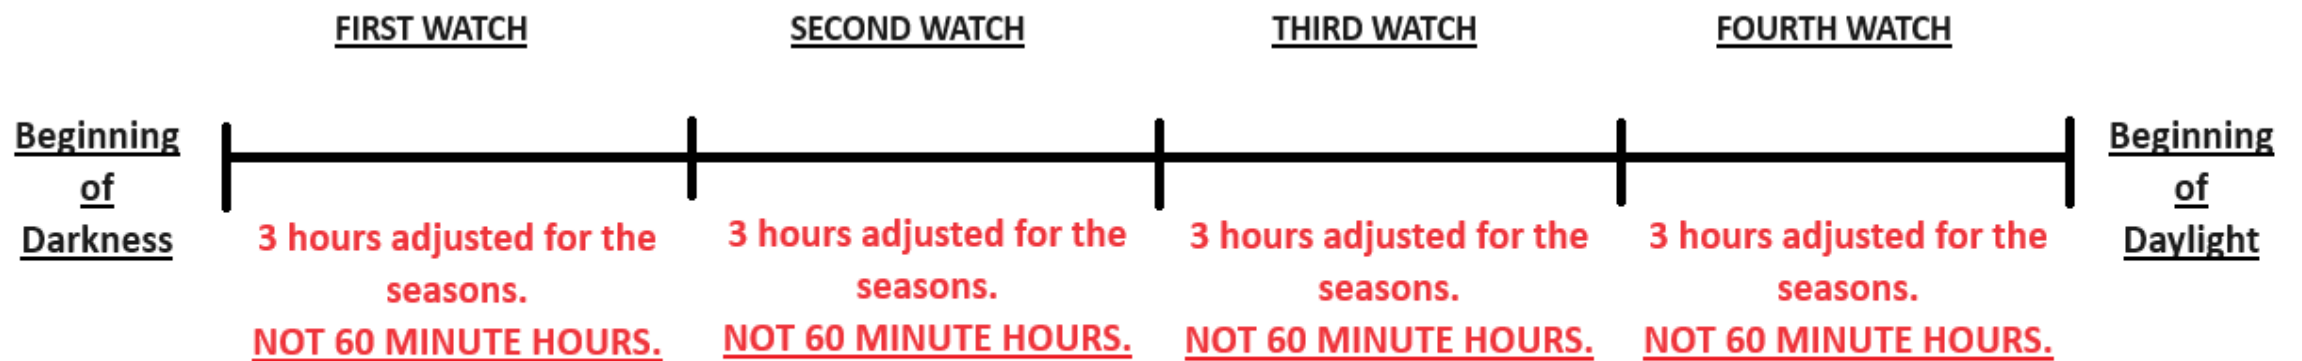 FIRST WATCH
SECOND WATCH
THIRD WATCH
FOURTH WATCH
Beginning
of
Darkness
3 hours adjusted for the
seasons.
NOT 60 MINUTE HOURS.
3 hours adjusted for the
seasons.
NOT 60 MINUTE HOURS.
3 hours adjusted for the
seasons.
NOT 60 MINUTE HOURS.
3 hours adjusted for the
seasons.
NOT 60 MINUTE HOURS.
Beginning
of
Daylight